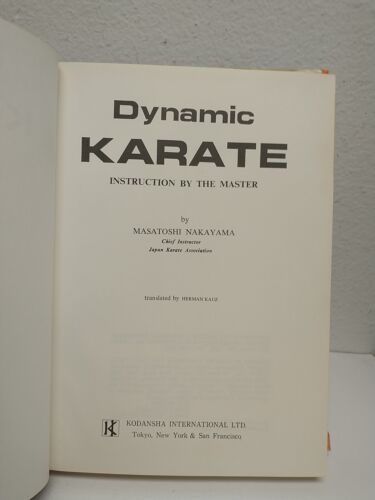 Dynamic
KARATE
INSTRUCTION BY THE MASTER
by
MASATOSHI NAKAYAMA
Chief Instructor
Japan Karate Association
translated by HERMAN KAUZ
KODANSHA INTERNATIONAL LTD.
Tokyo, New York & San Francisco